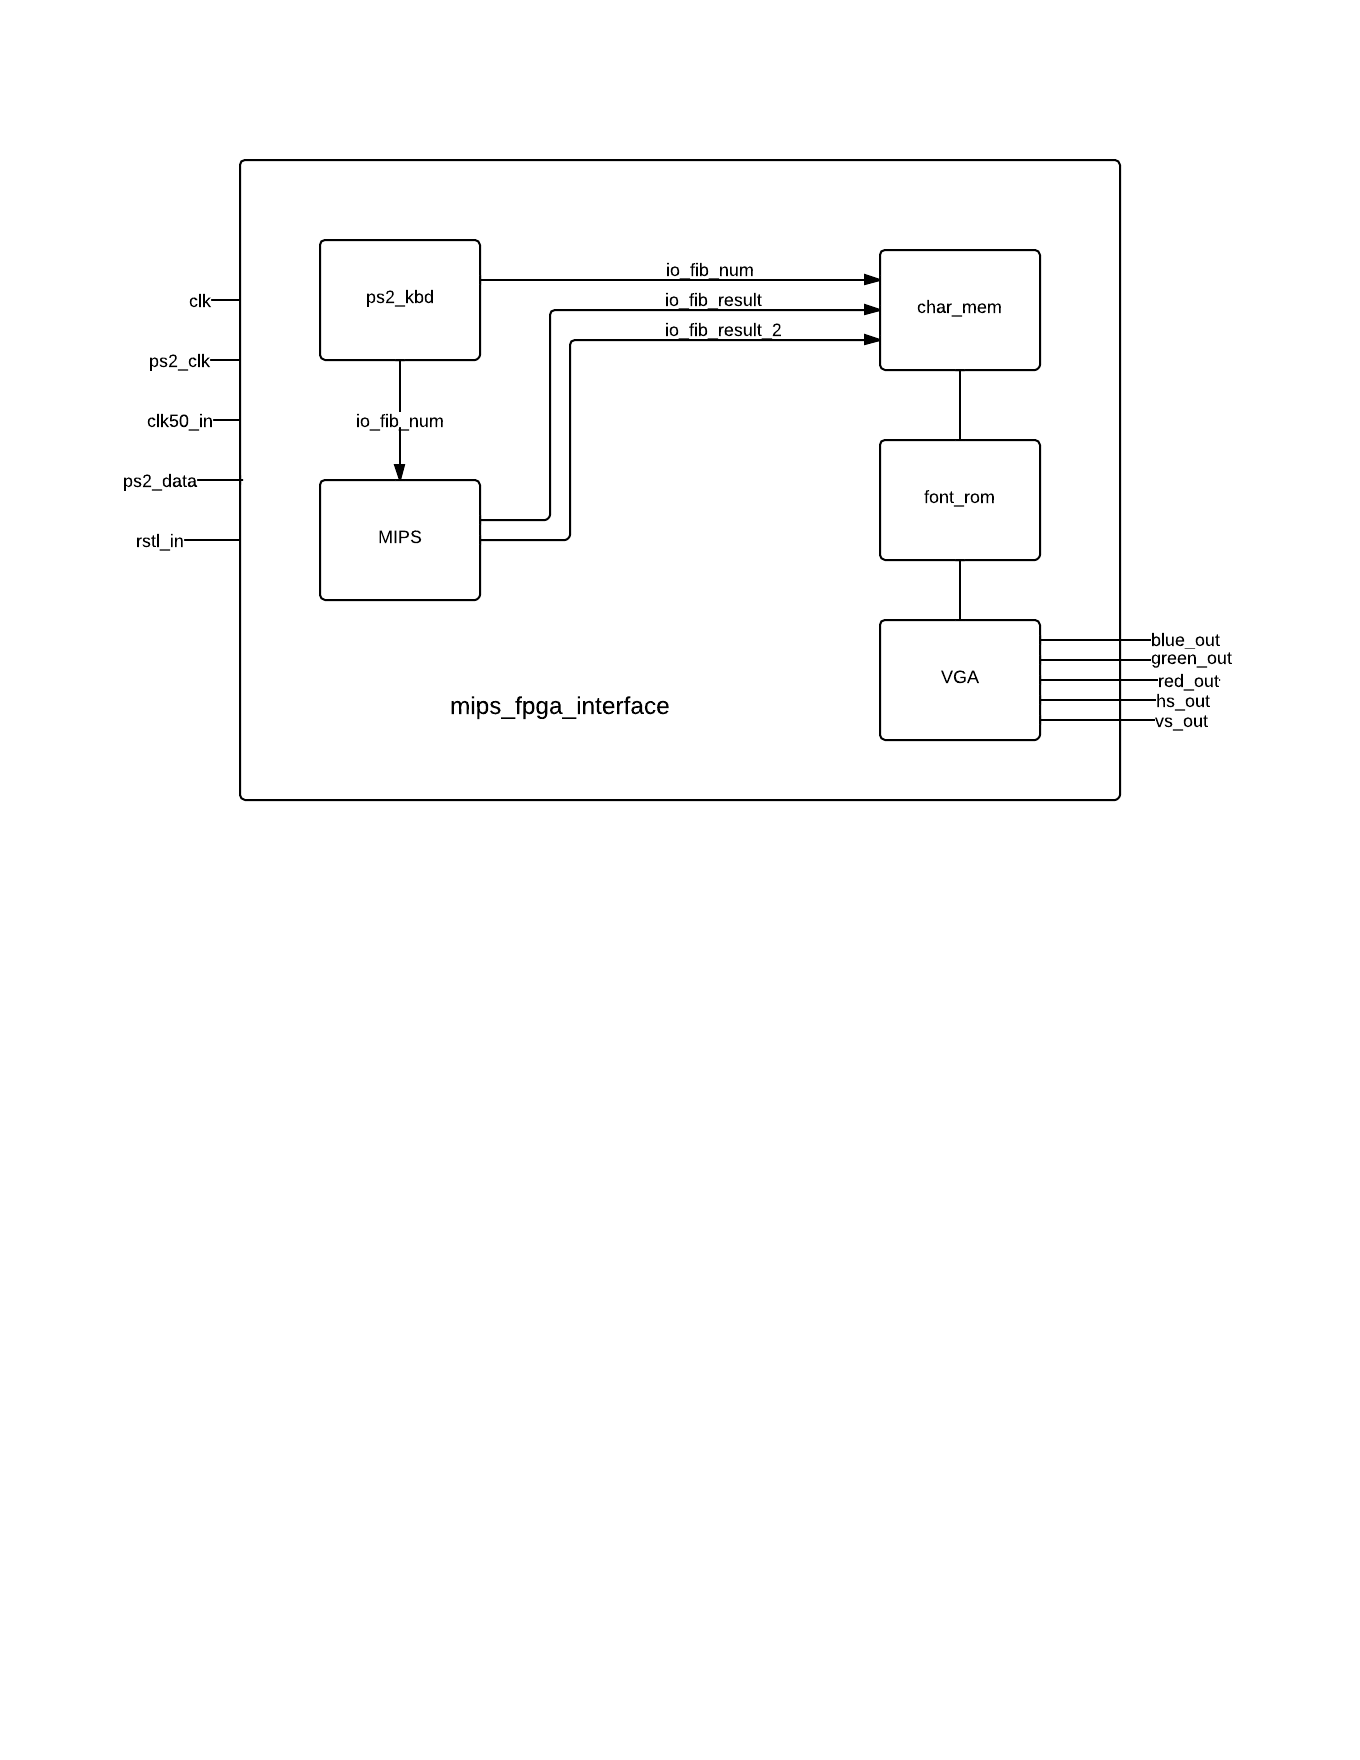 ps2_kbd
io_fib_num
io_fib_result
io_fib_result_2
char_mem
clk
ps2_clk
clk50_in
ps2_data
rstl_in
io_fib_num
MIPS
font_rom
VGA
blue_out
green_out
red_out
hs_out
vs_out
mips_fpga_interface